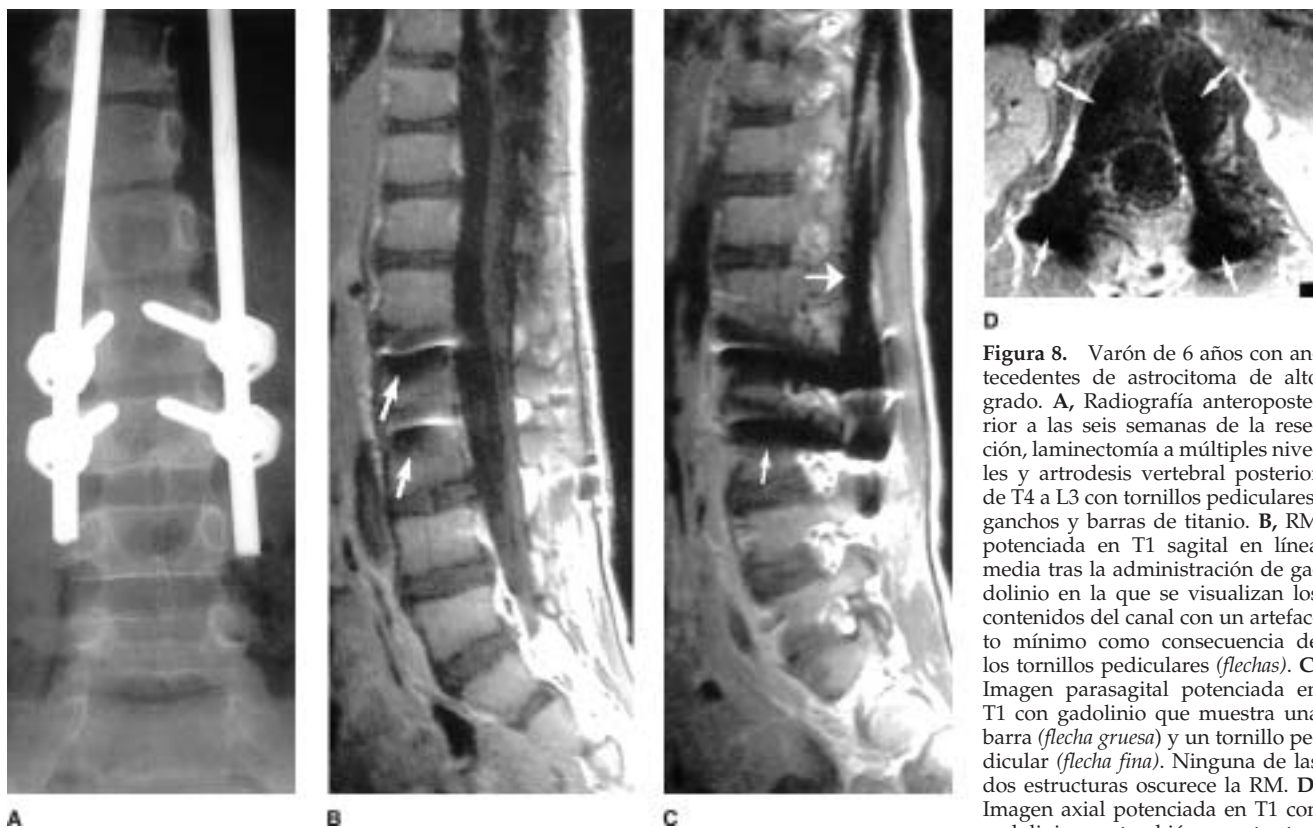 A
B
C
D
Figura 8. Varón de 6 años con an
tecedentes de astrocitoma de alto
grado. A, Radiografía anteroposte
rior a las seis semanas de la rese
ción, laminectomía a múltiples nive
les y artrodesis vertebral posterior
de T4 a L3 con tornillos pediculares
ganchos y barras de titanio. B, RM
potenciada en T1 sagital en línea
media tras la administración de ga
dolinio en la que se visualizan los
contenidos del canal con un artefac
to mínimo como consecuencia de
los tornillos pediculares (flechas). C
Imagen parasagital potenciada en
T1 con gadolinio que muestra una
barra (flecha gruesa) y un tornillo pe
dicular (flecha fina). Ninguna de las
dos estructuras oscurece la RM. D
Imagen axial potenciada en T1 con